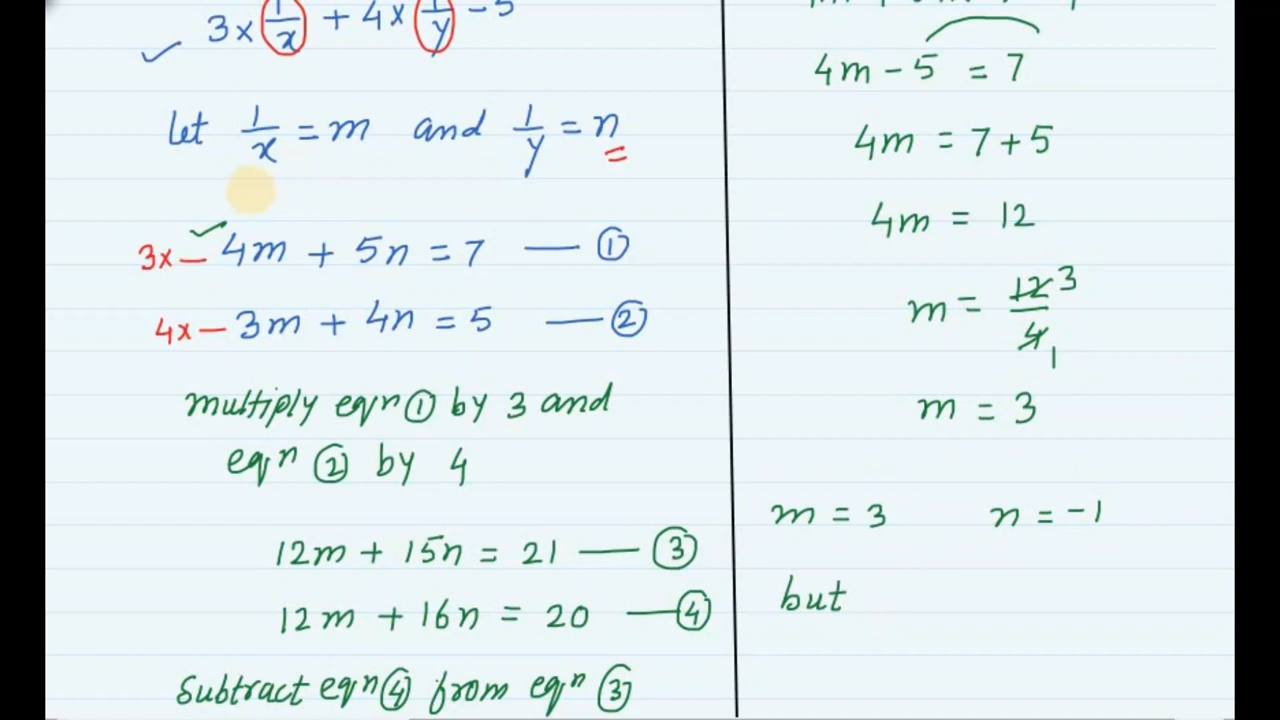 3 × 1/x + 4 × 1/y - 5
let 1/x = m and 1/y = n
3x — 4m + 5n = 7 — ①
4x — 3m + 4n = 5 — ②
multiply eqn ① by 3 and
eqn ② by 4
12m + 15n = 21 — ③
12m + 16n = 20 — ④
Subtract eqn ④ from eqn ③
4m - 5 = 7
4m = 7 + 5
4m = 12
m = 12/4 3 1
m = 3
m = 3 n = -1
but